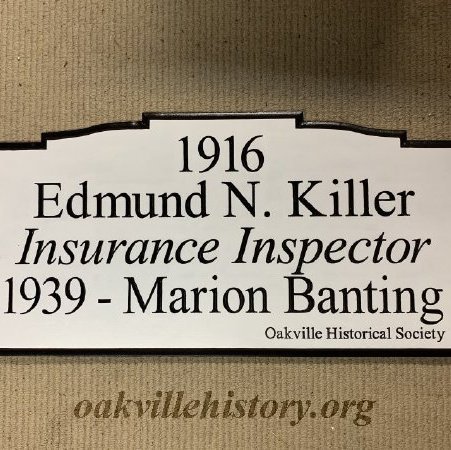 1916
Edmund N. Killer
Insurance Inspector
1939 - Marion Banting
Oakville Historical Society
oakvillehistory.org